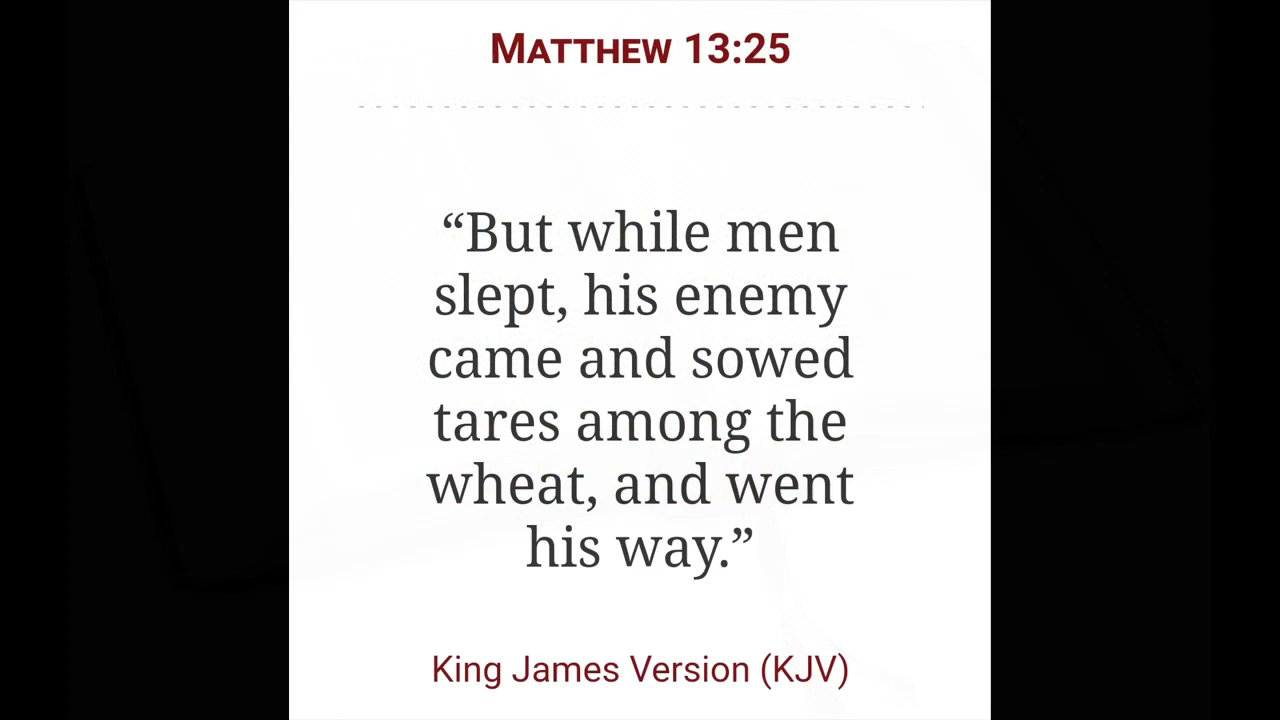 MATTHEW 13:25
“But while men
slept, his enemy
came and sowed
tares among the
wheat, and went
his way.”
King James Version (KJV)